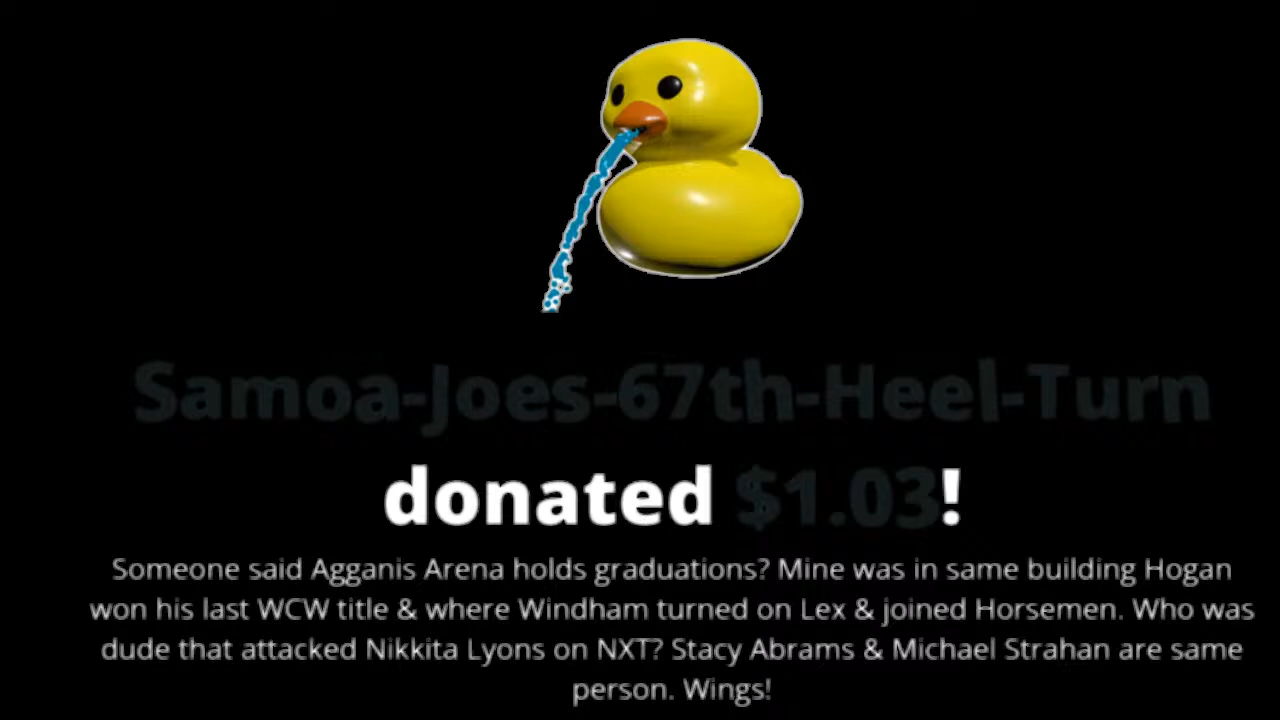 Samoa-Joes-67th-Heel-Turn
donated $1.03!
Someone said Agganis Arena holds graduations? Mine was in same building Hogan
won his last WCW title & where Windham turned on Lex & joined Horsemen. Who was
dude that attacked Nikkita Lyons on NXT? Stacy Abrams & Michael Strahan are same
person. Wings!